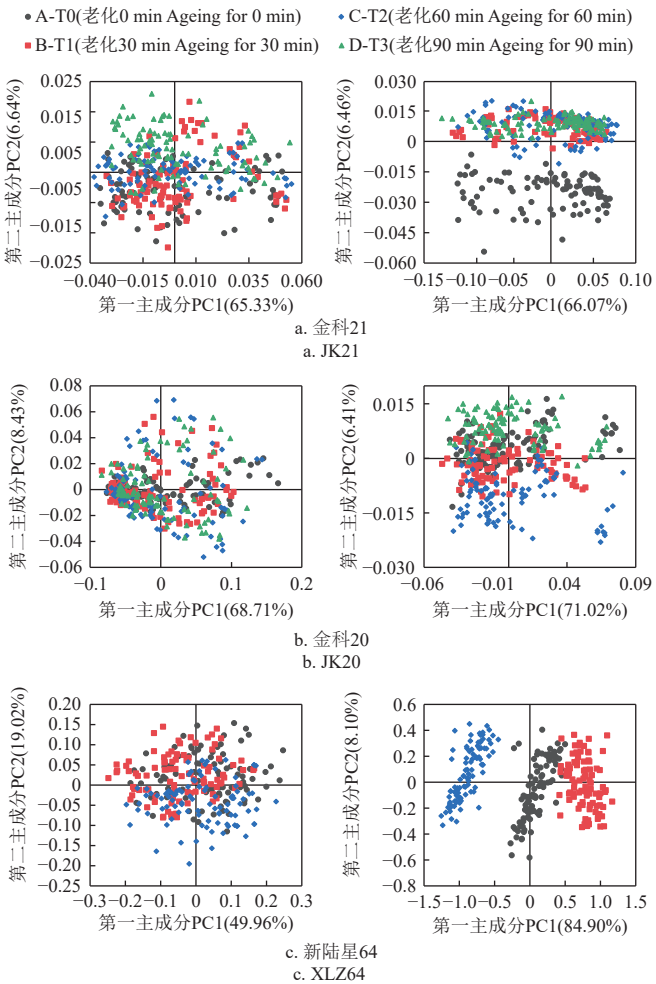 A-T0(老化0 min Ageing for 0 min) C-T2(老化60 min Ageing for 60 min)
B-T1(老化30 min Ageing for 30 min) D-T3(老化90 min Ageing for 90 min)
第二主成分PC2(6.64%)
0.025
0.015
0.005
−0.005
−0.015
−0.025
−0.040 −0.015 0.010 0.035 0.060
第一主成分PC1(65.33%)
第二主成分PC2(6.46%)
0.030
0.015
0
−0.015
−0.030
−0.045
−0.060
−0.15 −0.10 −0.05 0 0.05 0.10
第一主成分PC1(66.07%)
a. 金科21
a. JK21
第二主成分PC2(8.43%)
0.08
0.06
0.04
0.02
0
−0.02
−0.04
−0.06
−0.1 0 0.1 0.2
第一主成分PC1(68.71%)
第二主成分PC2(6.41%)
0.015
0
−0.015
−0.030
−0.06 −0.01 0.04 0.09
第一主成分PC1(71.02%)
b. 金科20
b. JK20
第二主成分PC2(19.02%)
0.20
0.15
0.10
0.05
0
−0.05
−0.10
−0.15
−0.20
−0.25
−0.3 −0.2 −0.1 0 0.1 0.2 0.3
第一主成分PC1(49.96%)
第二主成分PC2(8.10%)
0.6
0.4
0.2
0
−0.2
−0.4
−0.6
−0.8
−1.5 −1.0 −0.5 0 0.5 1.0 1.5
第一主成分PC1(84.90%)
c. 新陆星64
c. XLZ64